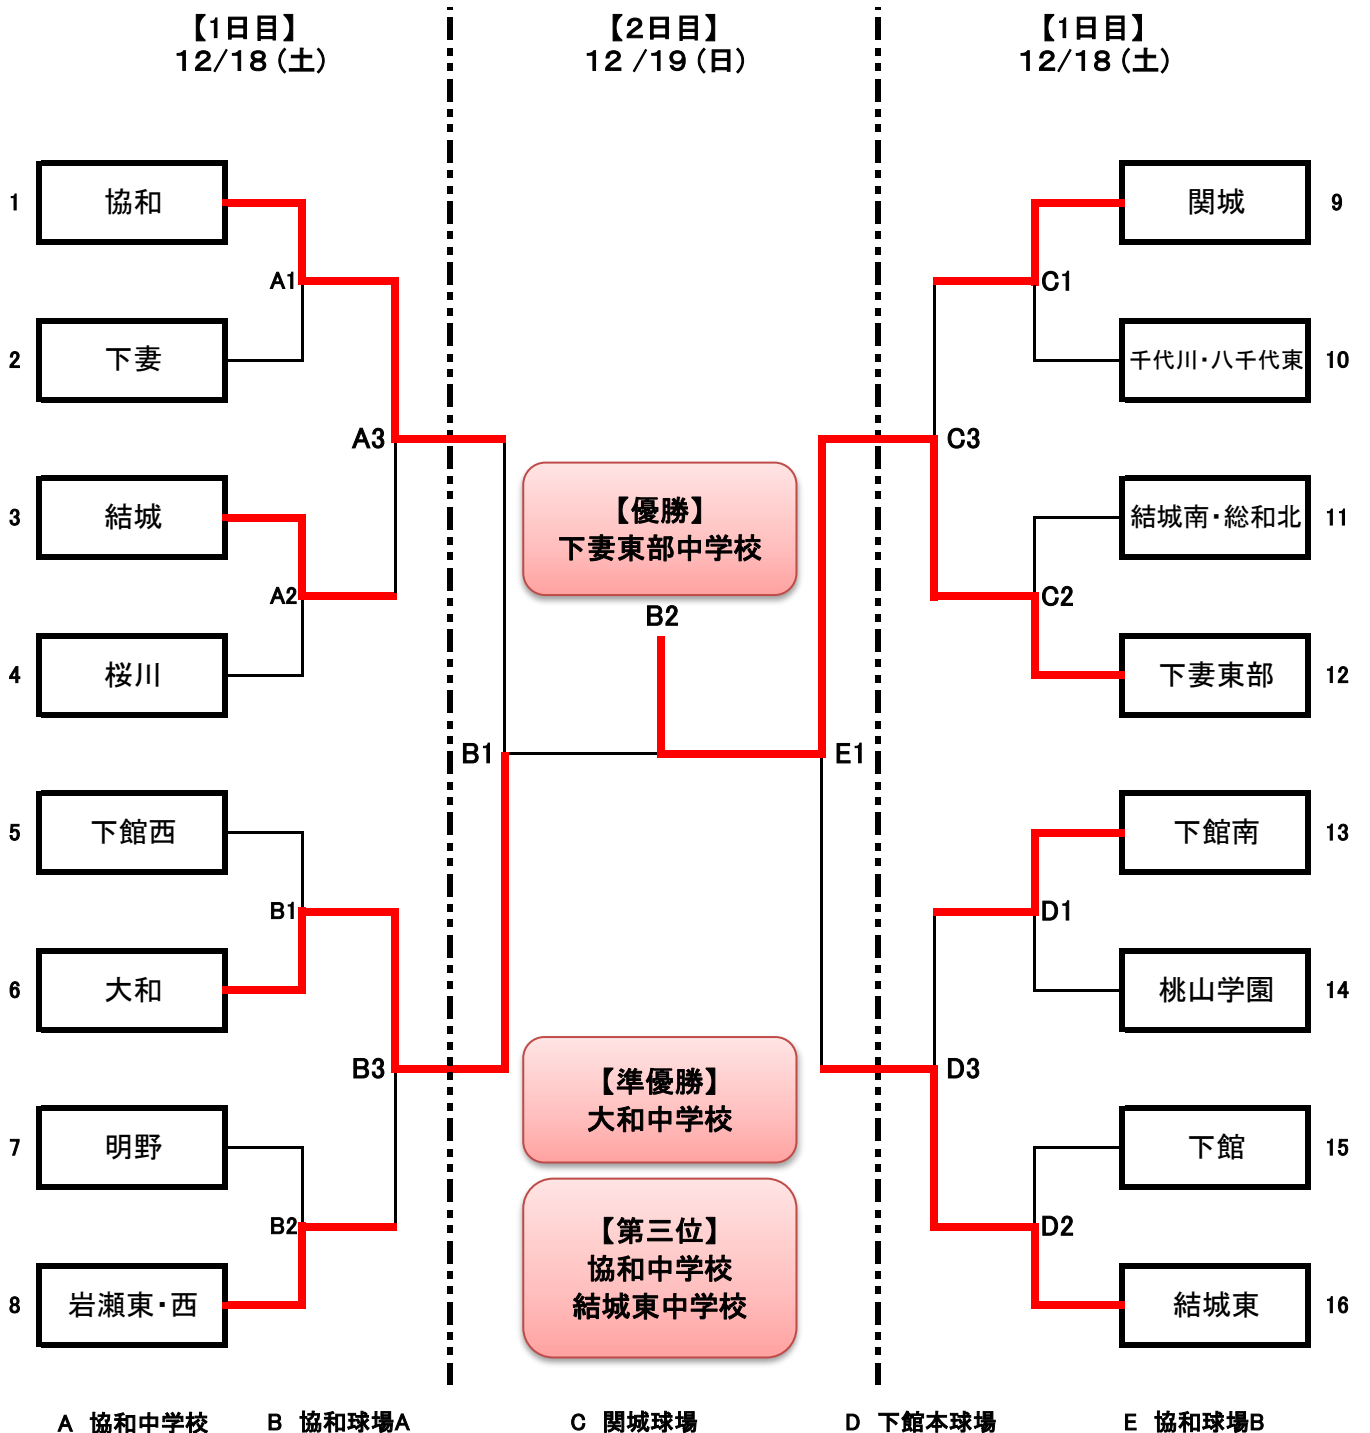 【1日目】
12/18(土)
【2日目】
12/19(日)
【1日目】
12/18(土)
1 協和
2 下妻
3 結城
4 桜川
5 下館西
6 大和
7 明野
8 岩瀬東・西
A1
A2
A3
B1
B2
B3
B1
【優勝】
下妻東部中学校
B2
E1
【準優勝】
大和中学校
【第三位】
協和中学校
結城東中学校
C1
C3
C2
D1
D3
D2
関城 9
千代川・八千代東 10
結城南・総和北 11
下妻東部 12
下館南 13
桃山学園 14
下館 15
結城東 16
A 協和中学校 B 協和球場A C 関城球場 D 下館本球場 E 協和球場B